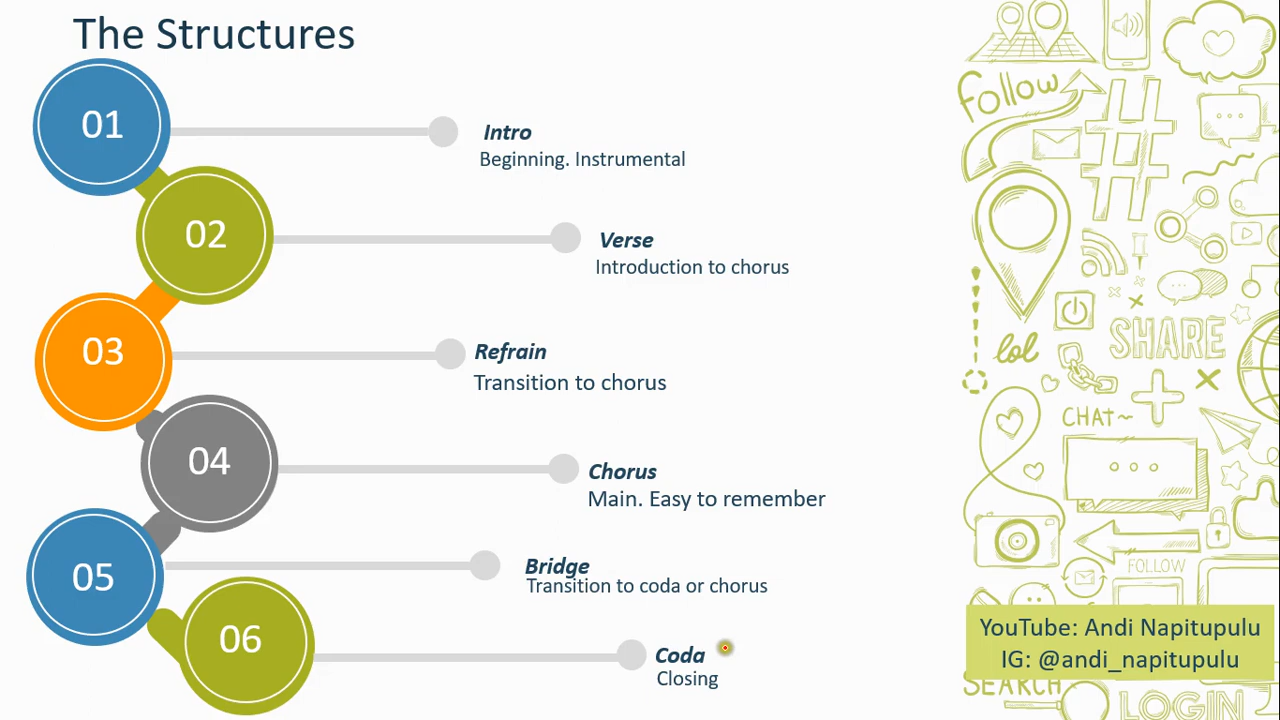 The Structures
01
Intro
Beginning. Instrumental
02
Verse
Introduction to chorus
03
Refrain
Transition to chorus
04
Chorus
Main. Easy to remember
05
Bridge
Transition to coda or chorus
06
Coda
Closing
follow
#
lol
SHARE
CHAT~
FOLLOW
YouTube: Andi Napitupulu
IG: @andi_napitupulu
SEARCH
LOGIN